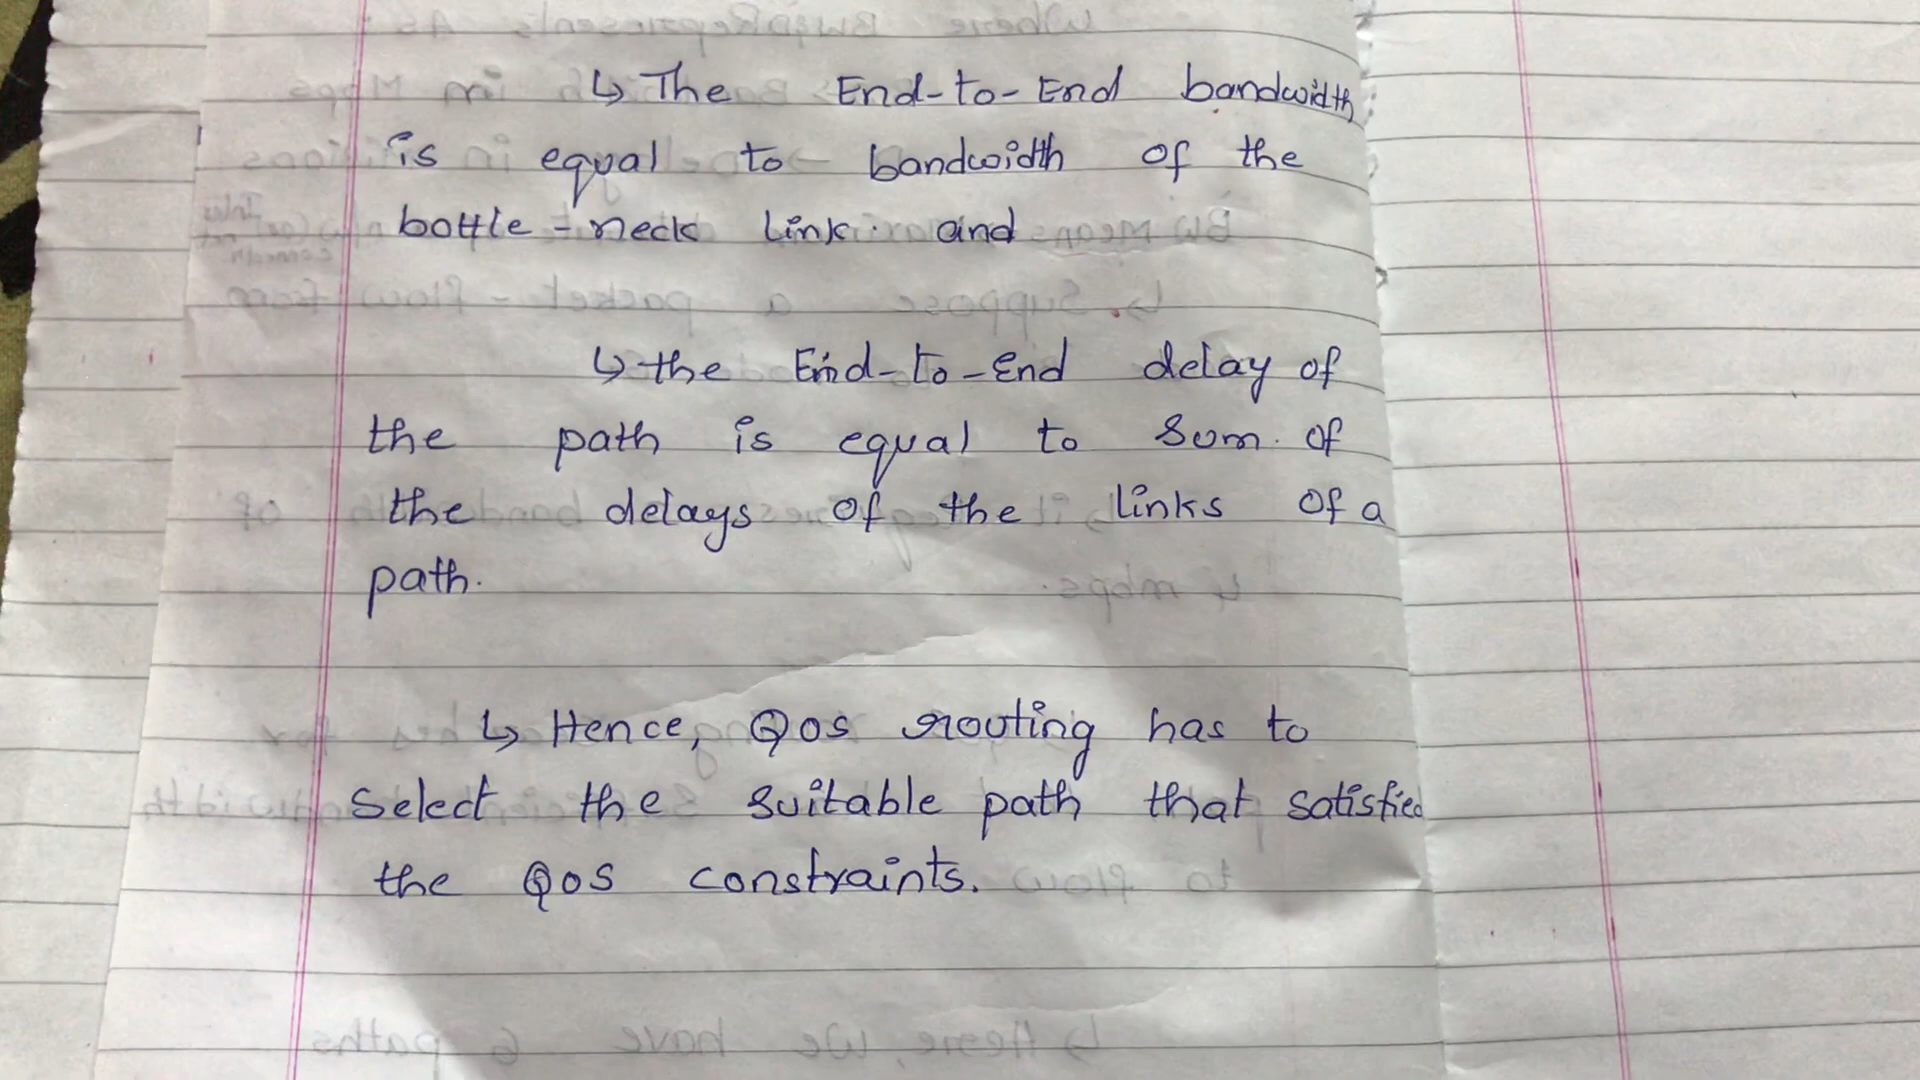 ↳ The End-to-End bandwidth
is equal to bandwidth of the
bottle-neck link. and
↳ the End-to-End delay of
the path is equal to sum of
the delays of the links of a
path.
↳ Hence, QoS routing has to
Select the suitable path that satisfied
the QoS constraints.